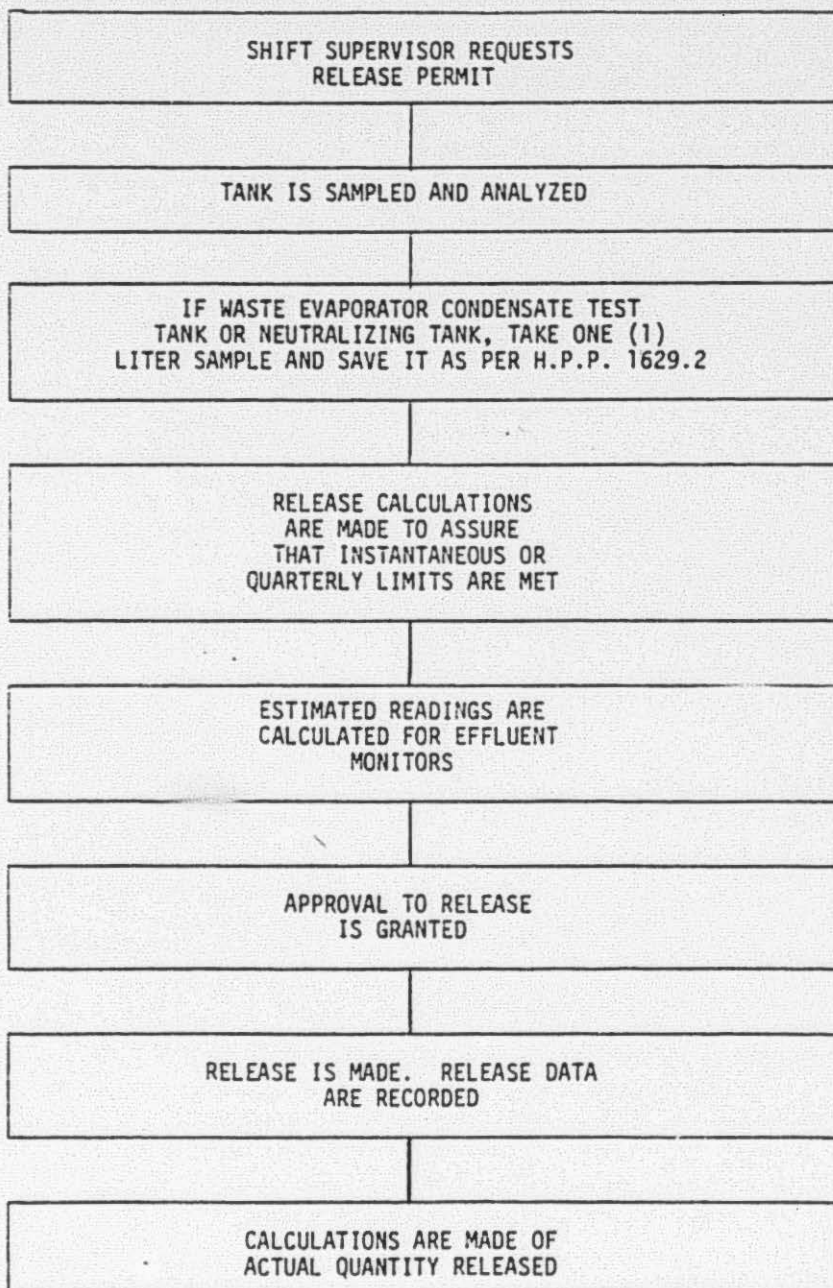 SHIFT SUPERVISOR REQUESTS
RELEASE PERMIT
TANK IS SAMPLED AND ANALYZED
IF WASTE EVAPORATOR CONDENSATE TEST
TANK OR NEUTRALIZING TANK, TAKE ONE (1)
LITER SAMPLE AND SAVE IT AS PER H.P.P. 1629.2
RELEASE CALCULATIONS
ARE MADE TO ASSURE
THAT INSTANTANEOUS OR
QUARTERLY LIMITS ARE MET
ESTIMATED READINGS ARE
CALCULATED FOR EFFLUENT
MONITORS
APPROVAL TO RELEASE
IS GRANTED
RELEASE IS MADE. RELEASE DATA
ARE RECORDED
CALCULATIONS ARE MADE OF
ACTUAL QUANTITY RELEASED